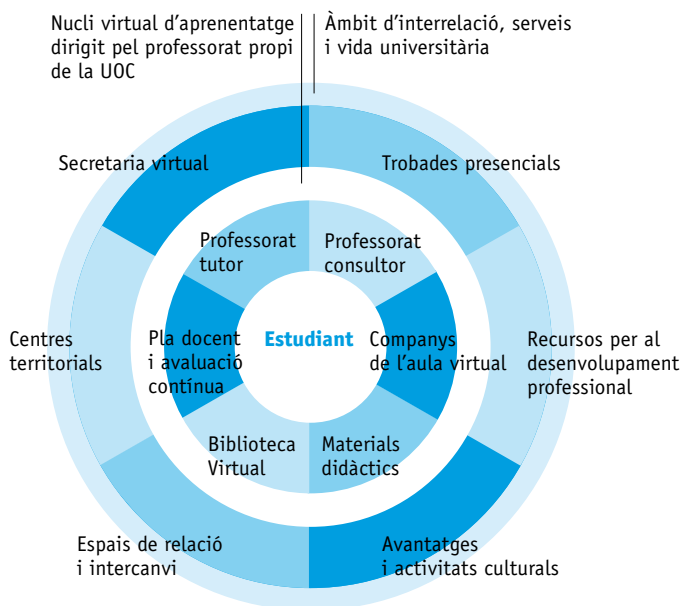 Nucli virtual d'aprenentatge
dirigit pel professorat propi
de la UOC
Àmbit d'interrelació, serveis
i vida universitària
Secretaria virtual
Trobades presencials
Professorat
tutor
Professorat
consultor
Centres
territorials
Pla docent
i avaluació
contínua
Estudiant
Companys
de l'aula virtual
Recursos per al
desenvolupament
professional
Biblioteca
Virtual
Materials
didàctics
Espais de relació
i intercanvi
Avantatges
i activitats culturals